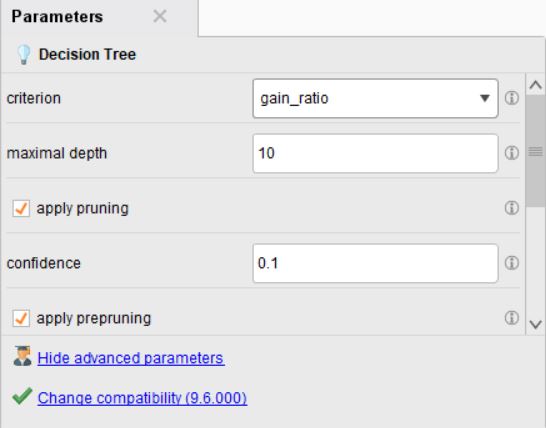 Parameters
Decision Tree
criterion gain_ratio
maximal depth 10
apply pruning
confidence 0.1
apply prepruning
Hide advanced parameters
Change compatibility (9.6.000)